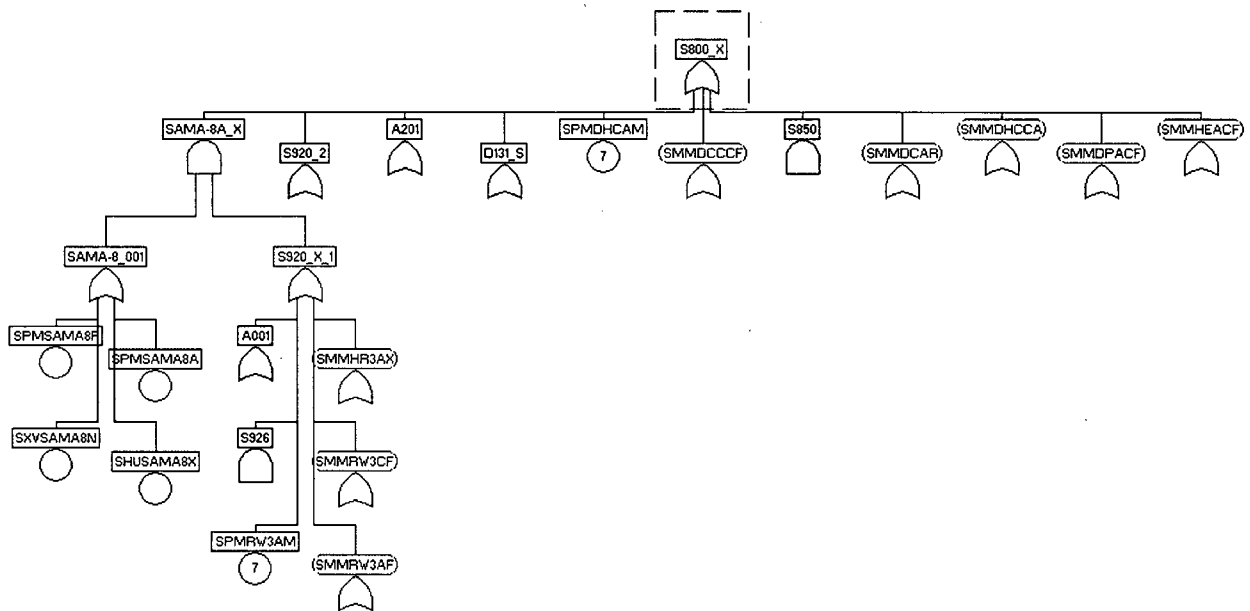 S800_X
SAMA-8A_X
A201
SPMDHCAM
S850
(SMMDHCCA)
(SMMHEACF)
S920_2
D131_S
7
(SMMDCCCF)
(SMMDCAR)
(SMMDPACF)
SAMA-8_001
S920_X_1
SPMSAMA8F
A001
SPMSAMA8A
(SMMHR3AX)
SXVSAMA8N
S926
SHUSAMA8X
(SMMRW3CF)
SPMRW3AM
7
(SMMRW3AF)